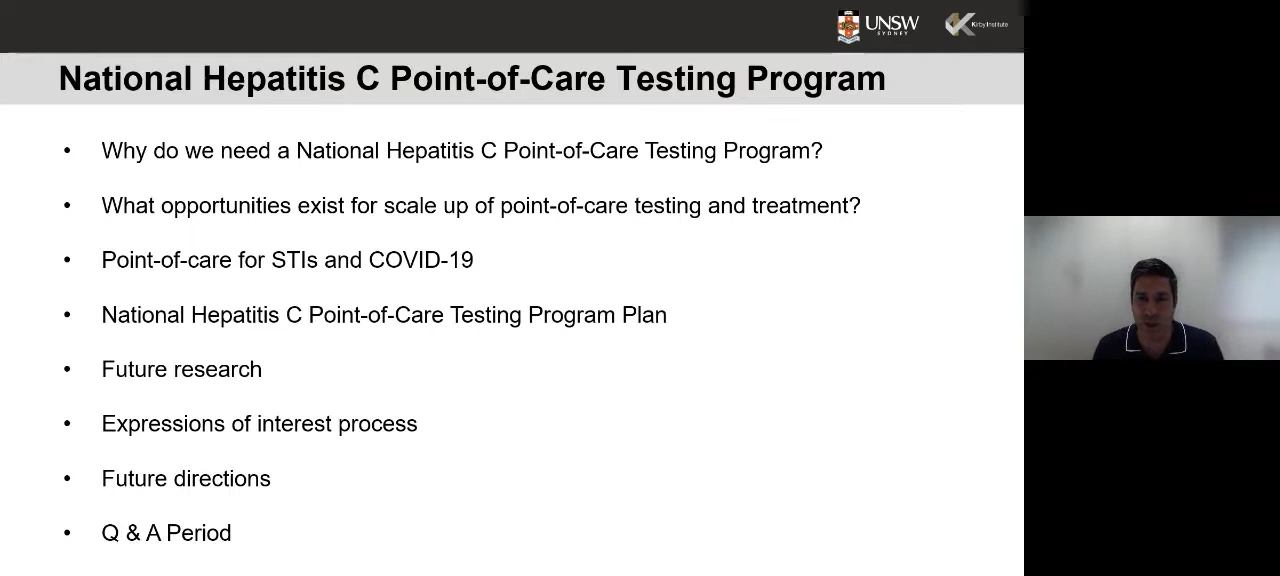 UNSW
SYDNEY
Kirby Institute
National Hepatitis C Point-of-Care Testing Program
• Why do we need a National Hepatitis C Point-of-Care Testing Program?
• What opportunities exist for scale up of point-of-care testing and treatment?
• Point-of-care for STIs and COVID-19
• National Hepatitis C Point-of-Care Testing Program Plan
• Future research
• Expressions of interest process
• Future directions
• Q & A Period